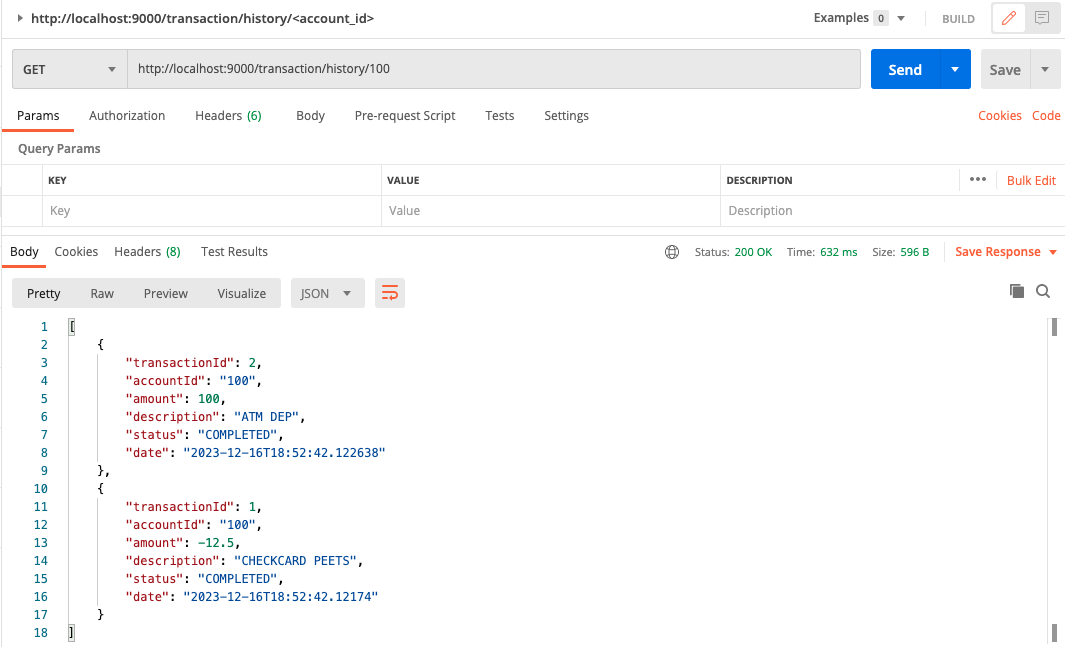 http://localhost:9000/transaction/history/<account_id> Examples 0 BUILD
GET http://localhost:9000/transaction/history/100 Send Save
Params Authorization Headers (6) Body Pre-request Script Tests Settings Cookies Code
Query Params
KEY VALUE DESCRIPTION ••• Bulk Edit
Key Value Description
Body Cookies Headers (8) Test Results Status: 200 OK Time: 632 ms Size: 596 B Save Response
Pretty Raw Preview Visualize JSON
1 [
2 {
3 "transactionId": 2,
4 "accountId": "100",
5 "amount": 100,
6 "description": "ATM DEP",
7 "status": "COMPLETED",
8 "date": "2023-12-16T18:52:42.122638"
9 },
10 {
11 "transactionId": 1,
12 "accountId": "100",
13 "amount": -12.5,
14 "description": "CHECKCARD PEETS",
15 "status": "COMPLETED",
16 "date": "2023-12-16T18:52:42.12174"
17 }
18 ]